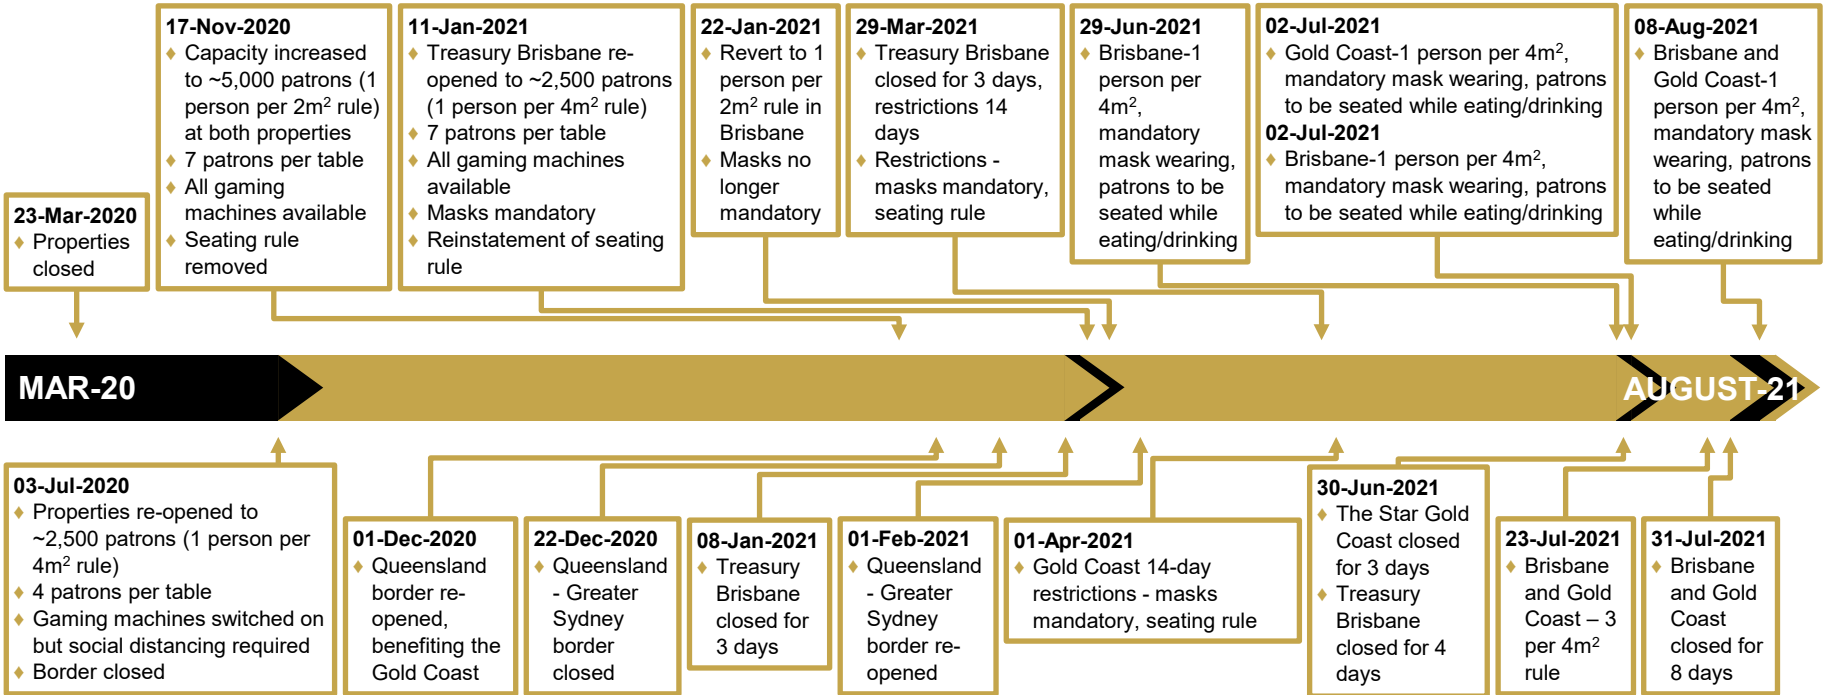 23-Mar-2020
♦ Properties
closed
17-Nov-2020
♦ Capacity increased
to ~5,000 patrons (1
person per 2m² rule)
at both properties
♦ 7 patrons per table
♦ All gaming
machines available
♦ Seating rule
removed
11-Jan-2021
♦ Treasury Brisbane re-
opened to ~2,500 patrons
(1 person per 4m² rule)
♦ 7 patrons per table
♦ All gaming machines
available
♦ Masks mandatory
♦ Reinstatement of seating
rule
22-Jan-2021
♦ Revert to 1
person per
2m² rule in
Brisbane
♦ Masks no
longer
mandatory
29-Mar-2021
♦ Treasury Brisbane
closed for 3 days,
restrictions 14
days
♦ Restrictions -
masks mandatory,
seating rule
29-Jun-2021
♦ Brisbane-1
person per
4m²,
mandatory
mask wearing,
patrons to be
seated while
eating/drinking
02-Jul-2021
♦ Gold Coast-1 person per 4m²,
mandatory mask wearing, patrons
to be seated while eating/drinking
02-Jul-2021
♦ Brisbane-1 person per 4m²,
mandatory mask wearing, patrons
to be seated while eating/drinking
08-Aug-2021
♦ Brisbane and
Gold Coast-1
person per 4m²,
mandatory mask
wearing, patrons
to be seated
while
eating/drinking
MAR-20
AUGUST-21
03-Jul-2020
♦ Properties re-opened to
~2,500 patrons (1 person per
4m² rule)
♦ 4 patrons per table
♦ Gaming machines switched on
but social distancing required
♦ Border closed
01-Dec-2020
♦ Queensland
border re-
opened,
benefiting the
Gold Coast
22-Dec-2020
♦ Queensland
- Greater
Sydney
border
closed
08-Jan-2021
♦ Treasury
Brisbane
closed for
3 days
01-Feb-2021
♦ Queensland
- Greater
Sydney
border re-
opened
01-Apr-2021
♦ Gold Coast 14-day
restrictions - masks
mandatory, seating rule
30-Jun-2021
♦ The Star Gold
Coast closed
for 3 days
♦ Treasury
Brisbane
closed for 4
days
23-Jul-2021
♦ Brisbane
and Gold
Coast – 3
per 4m²
rule
31-Jul-2021
♦ Brisbane
and Gold
Coast
closed for
8 days